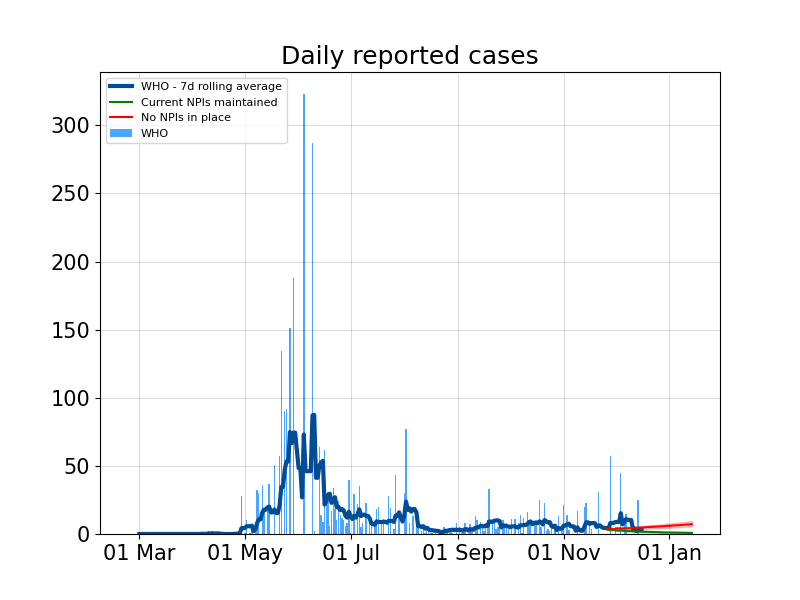 Daily reported cases
WHO - 7d rolling average
Current NPIs maintained
No NPIs in place
WHO
300
250
200
150
100
50
0
01 Mar 01 May 01 Jul 01 Sep 01 Nov 01 Jan